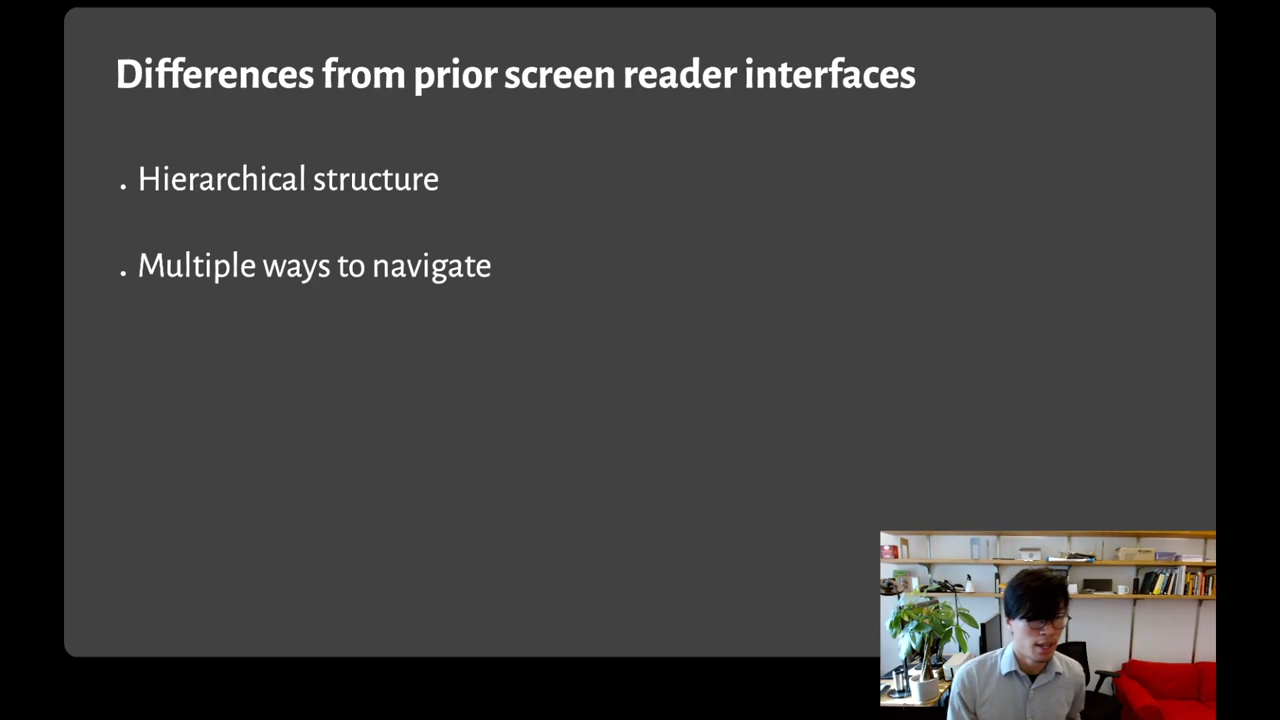 Differences from prior screen reader interfaces
. Hierarchical structure
. Multiple ways to navigate